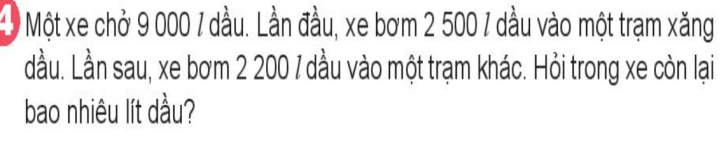 4 Một xe chở 9 000 l dầu. Lần đầu, xe bơm 2 500 l dầu vào một trạm xăng
dầu. Lần sau, xe bơm 2 200 l dầu vào một trạm khác. Hỏi trong xe còn lại
bao nhiêu lít dầu?